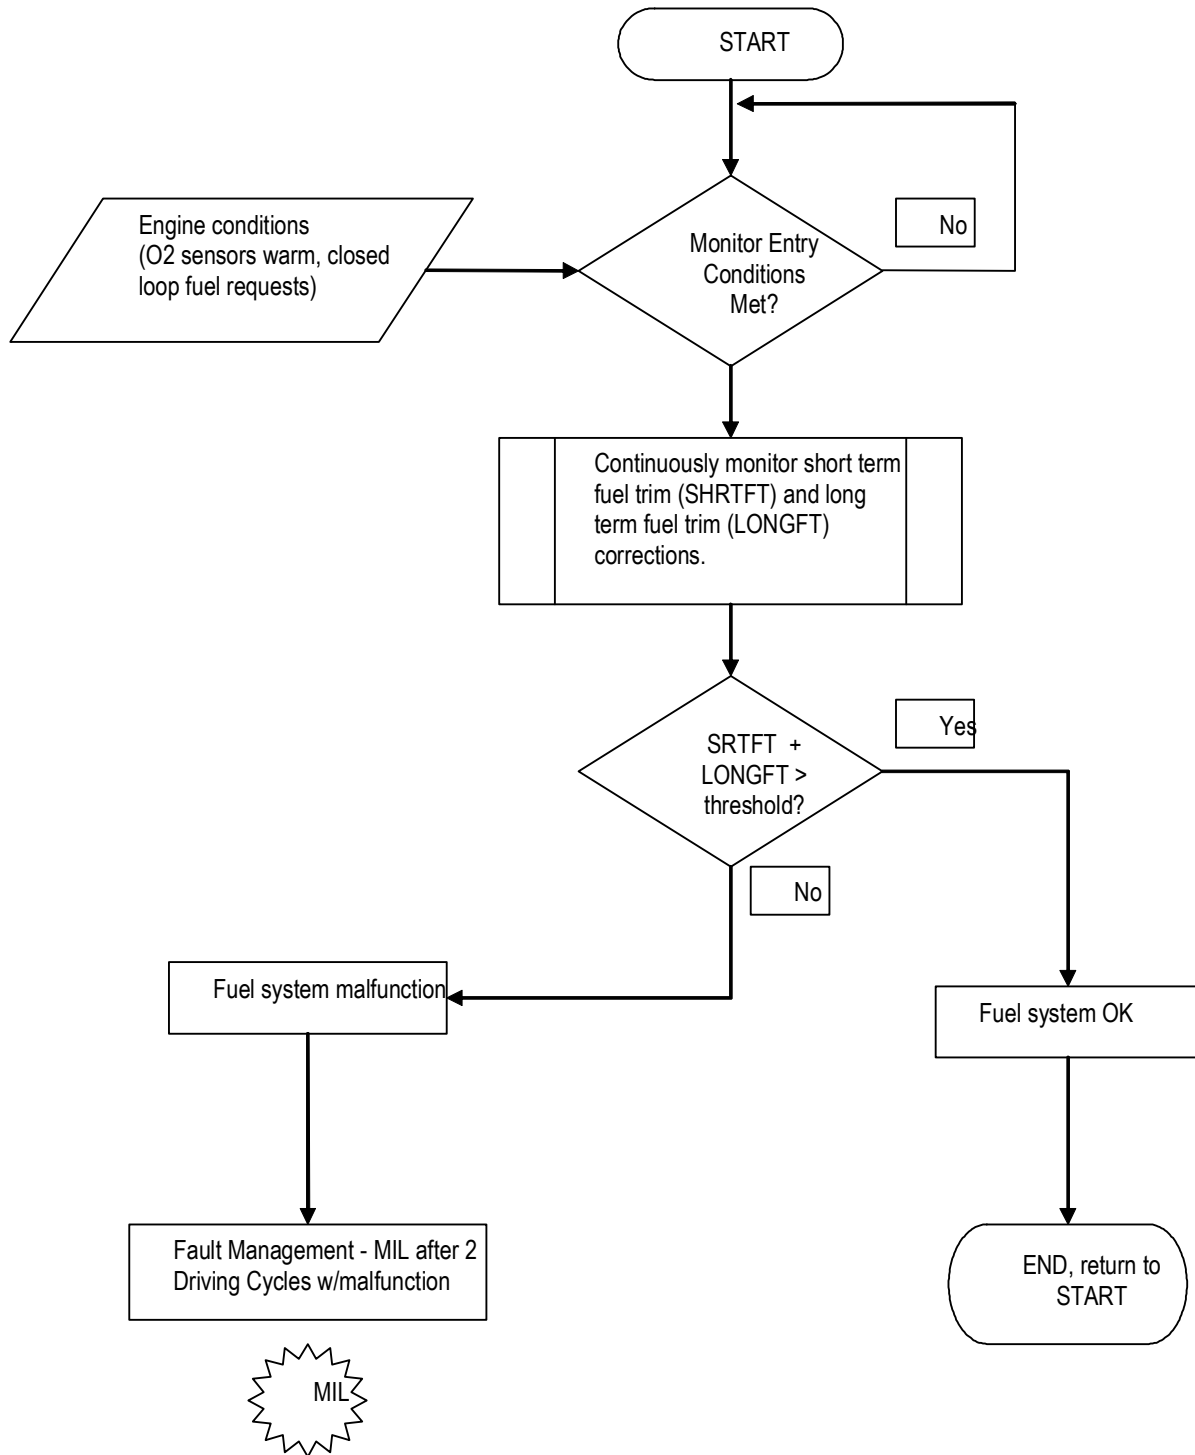 START
No
Engine conditions
(O2 sensors warm, closed
loop fuel requests)
Monitor Entry
Conditions
Met?
Continuously monitor short term
fuel trim (SHRTFT) and long
term fuel trim (LONGFT)
corrections.
Yes
SRTFT +
LONGFT >
threshold?
No
Fuel system malfunction
Fuel system OK
Fault Management - MIL after 2
Driving Cycles w/malfunction
END, return to
START
MIL